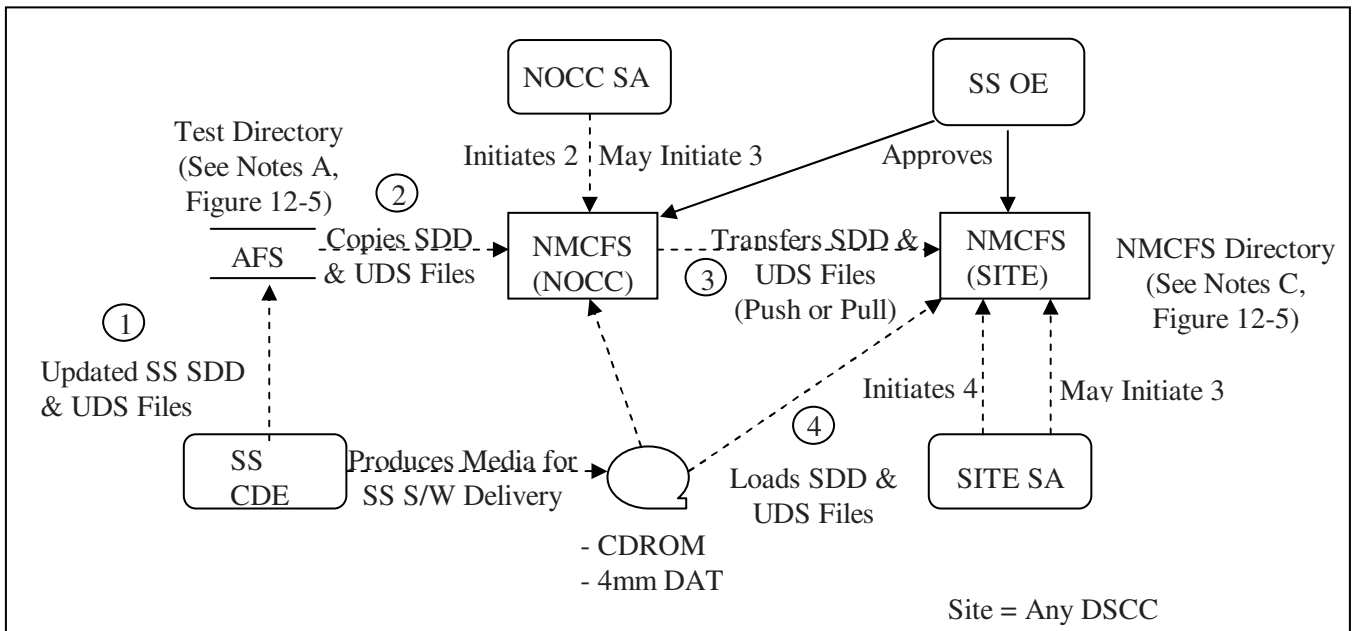 NOCC SA
SS OE
Test Directory
(See Notes A,
Figure 12-5)
Initiates 2
May Initiate 3
Approves
2
AFS
Copies SDD
& UDS Files
NMCFS
(NOCC)
Transfers SDD &
UDS Files
(Push or Pull)
3
NMCFS
(SITE)
NMCFS Directory
(See Notes C,
Figure 12-5)
1
Updated SS SDD
& UDS Files
Initiates 4
May Initiate 3
4
SS
CDE
Produces Media for
SS S/W Delivery
Loads SDD &
UDS Files
SITE SA
- CDROM
- 4mm DAT
Site = Any DSCC